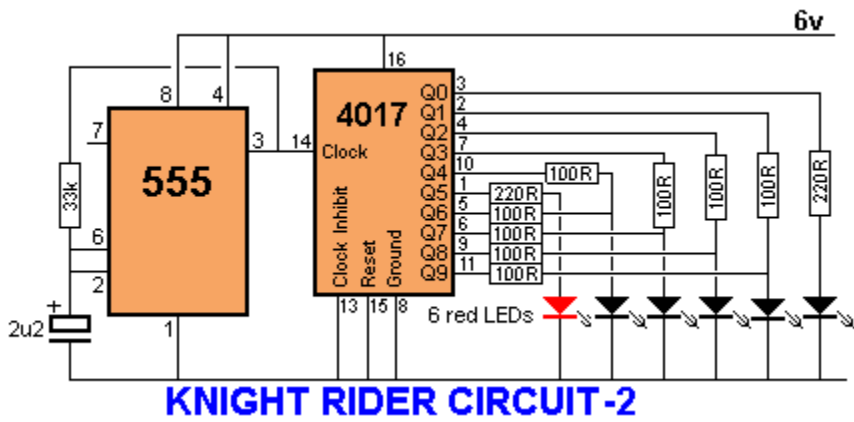 6v
16
8
4
7
3
14
555
6
2
1
33k
+
2u2
4017
Clock
Clock Inhibit
Reset
Ground
13
15
8
Q0
Q1
Q2
Q3
Q4
Q5
Q6
Q7
Q8
Q9
3
2
4
7
10
1
5
6
9
11
100R
220R
100R
100R
100R
100R
100R
100R
100R
220R
6 red LEDs
KNIGHT RIDER CIRCUIT-2